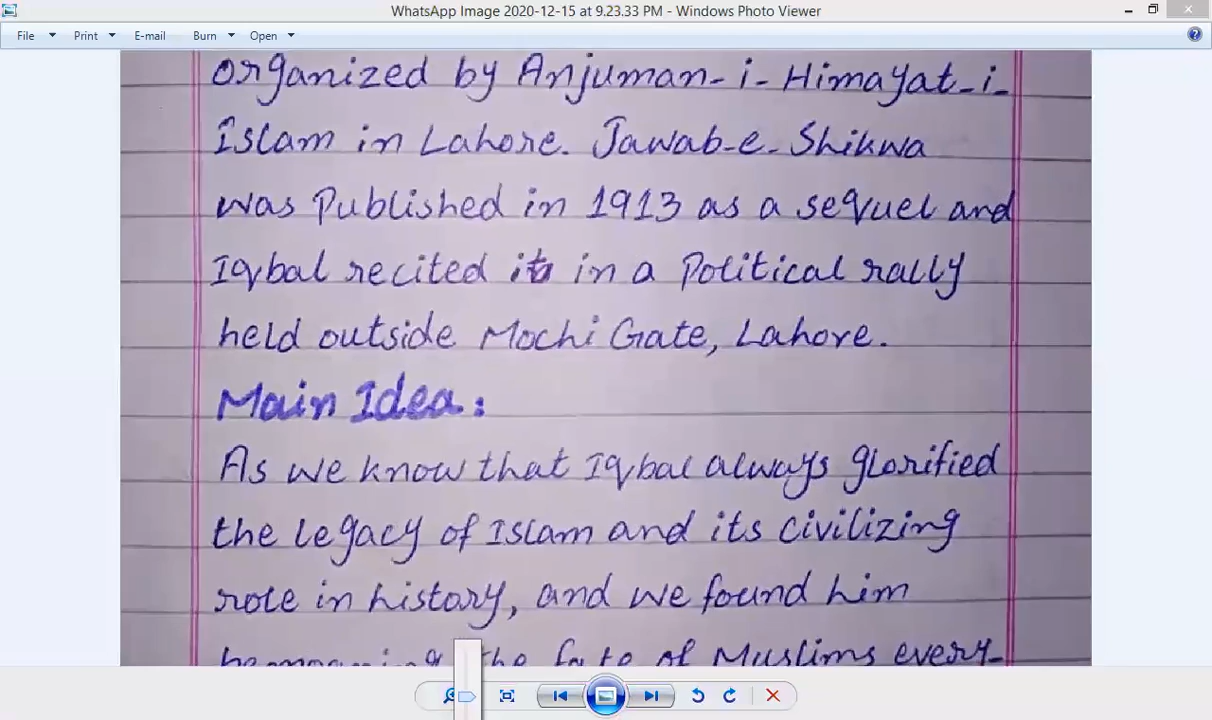 WhatsApp Image 2020-12-15 at 9.23.33 PM - Windows Photo Viewer
File Print E-mail Burn Open
organized by Anjuman-i-Himayat-i-
Islam in Lahore. Jawab-e-Shikwa
was Published in 1913 as a sequel and
Iqbal recited it in a Political rally
held outside Mochi Gate, Lahore.
Main Idea:
As we know that Iqbal always glorified
the legacy of Islam and its civilizing
role in history, and we found him
bemoaning the fate of Muslims every-